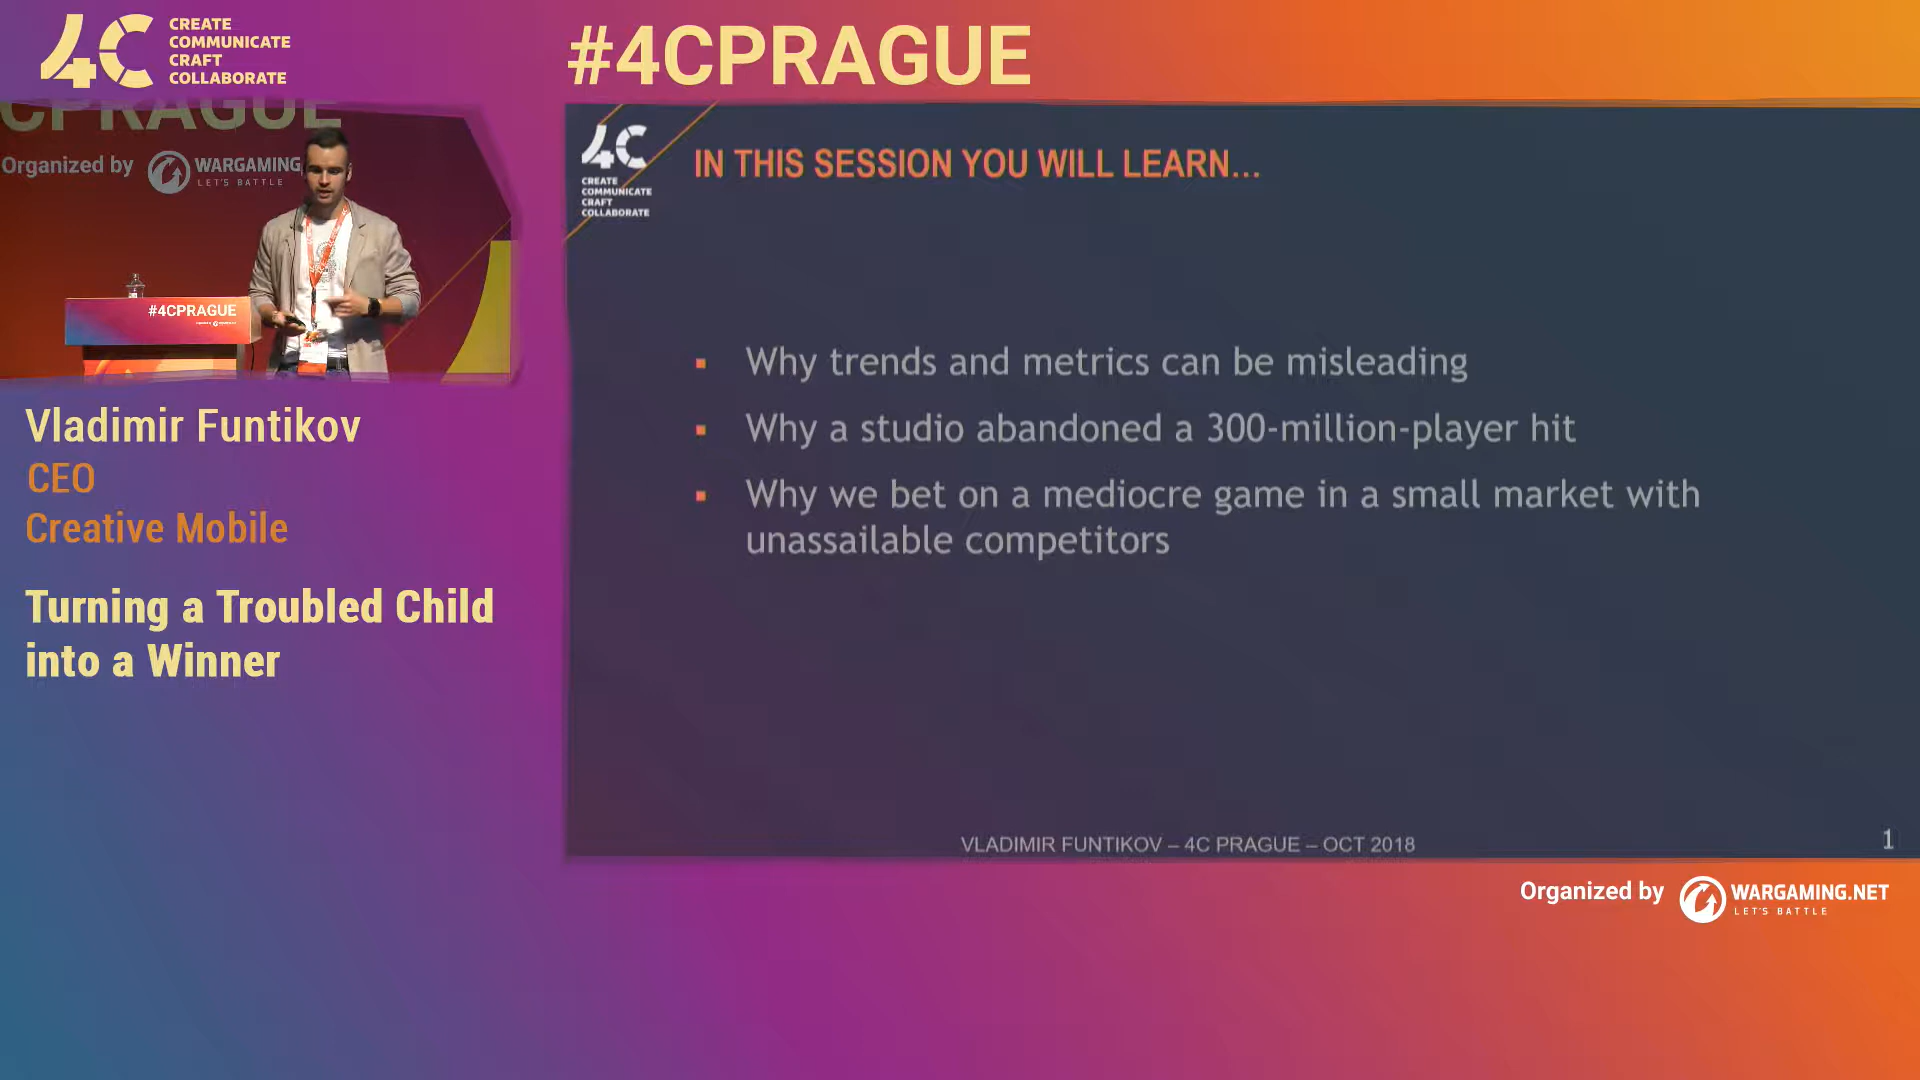 4C CREATE
COMMUNICATE
CRAFT
COLLABORATE
#4CPRAGUE
CPRAGUE
Organized by WARGAMING
LET'S BATTLE
#4CPRAGUE
Vladimir Funtikov
CEO
Creative Mobile
Turning a Troubled Child
into a Winner
4C
CREATE
COMMUNICATE
CRAFT
COLLABORATE
IN THIS SESSION YOU WILL LEARN...
Why trends and metrics can be misleading
Why a studio abandoned a 300-million-player hit
Why we bet on a mediocre game in a small market with
unassailable competitors
VLADIMIR FUNTIKOV – 4C PRAGUE – OCT 2018
1
Organized by WARGAMING.NET
LET'S BATTLE